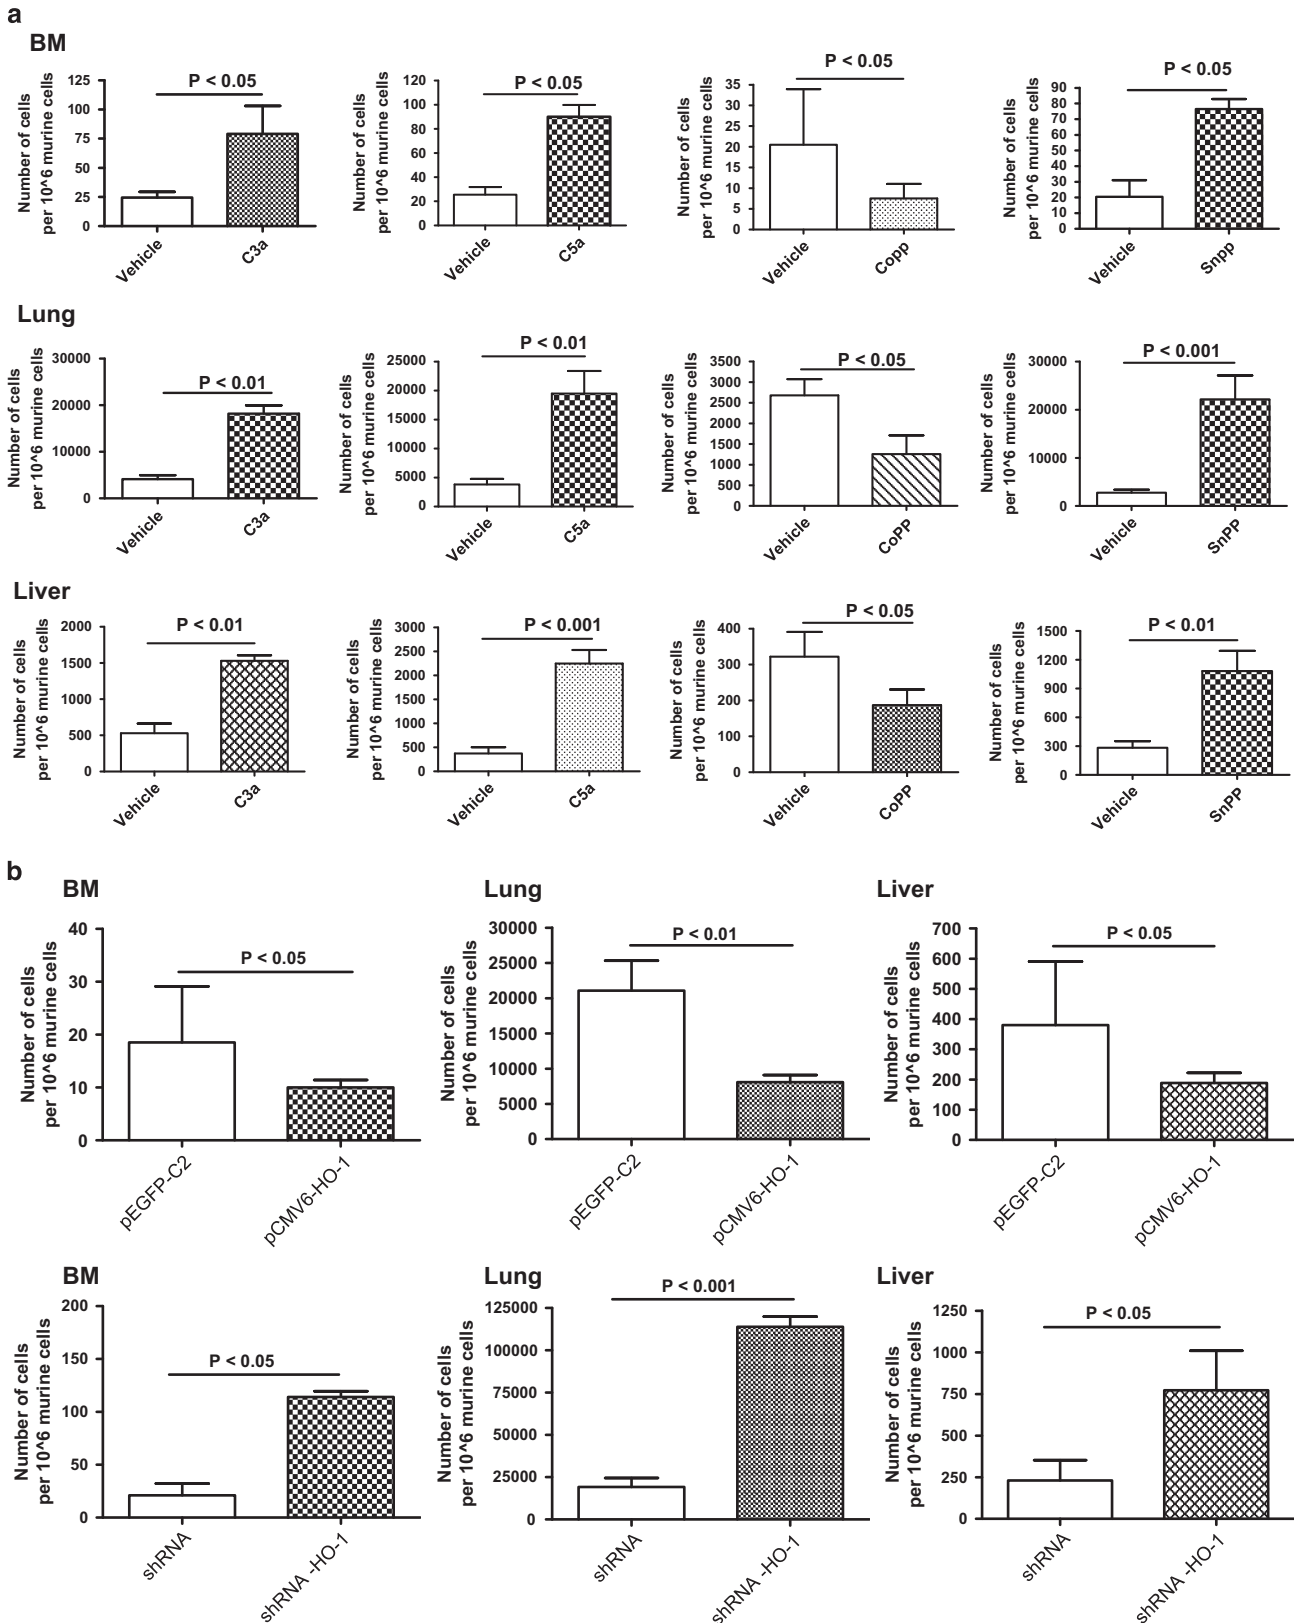 a
BM
Number of cells
per 10^6 murine cells
125
100
75
50
25
0
P < 0.05
Vehicle
C3a
Number of cells
per 10^6 murine cells
120
100
80
60
40
20
0
P < 0.05
Vehicle
C5a
Number of cells
per 10^6 murine cells
35
30
25
20
15
10
5
0
P < 0.05
Vehicle
Copp
Number of cells
per 10^6 murine cells
90
80
70
60
50
40
30
20
10
0
P < 0.05
Vehicle
Snpp
Lung
Number of cells
per 10^6 murine cells
30000
20000
10000
0
P < 0.01
Vehicle
C3a
Number of cells
per 10^6 murine cells
25000
20000
15000
10000
5000
0
P < 0.01
Vehicle
C5a
Number of cells
per 10^6 murine cells
3500
3000
2500
2000
1500
1000
500
0
P < 0.05
Vehicle
CoPP
Number of cells
per 10^6 murine cells
30000
20000
10000
0
P < 0.001
Vehicle
SnPP
Liver
Number of cells
per 10^6 murine cells
2000
1500
1000
500
0
P < 0.01
Vehicle
C3a
Number of cells
per 10^6 murine cells
3000
2500
2000
1500
1000
500
0
P < 0.001
Vehicle
C5a
Number of cells
per 10^6 murine cells
400
300
200
100
0
P < 0.05
Vehicle
CoPP
Number of cells
per 10^6 murine cells
1500
1200
900
600
300
0
P < 0.01
Vehicle
SnPP
b
BM
Number of cells
per 10^6 murine cells
40
30
20
10
0
P < 0.05
pEGFP-C2
pCMV6-HO-1
Lung
Number of cells
per 10^6 murine cells
30000
25000
20000
15000
10000
5000
0
P < 0.01
pEGFP-C2
pCMV6-HO-1
Liver
Number of cells
per 10^6 murine cells
700
600
500
400
300
200
100
0
P < 0.05
pEGFP-C2
pCMV6-HO-1
BM
Number of cells
per 10^6 murine cells
200
150
100
50
0
P < 0.05
shRNA
shRNA -HO-1
Lung
Number of cells
per 10^6 murine cells
125000
100000
75000
50000
25000
0
P < 0.001
shRNA
shRNA -HO-1
Liver
Number of cells
per 10^6 murine cells
1250
1000
750
500
250
0
P < 0.05
shRNA
shRNA -HO-1